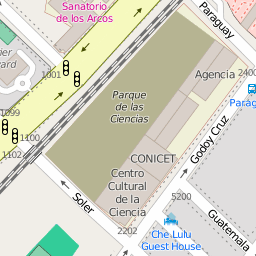 Sanatorio
de los Arcos
Paraguay
1001
Agencia
Parque
de las
Ciencias
1099
1100
1102
Godoy Cruz
CONICET
Centro
Cultural
de la
Ciencia
Soler
2202
5200
Guatemala
Che Lulu
Guest House